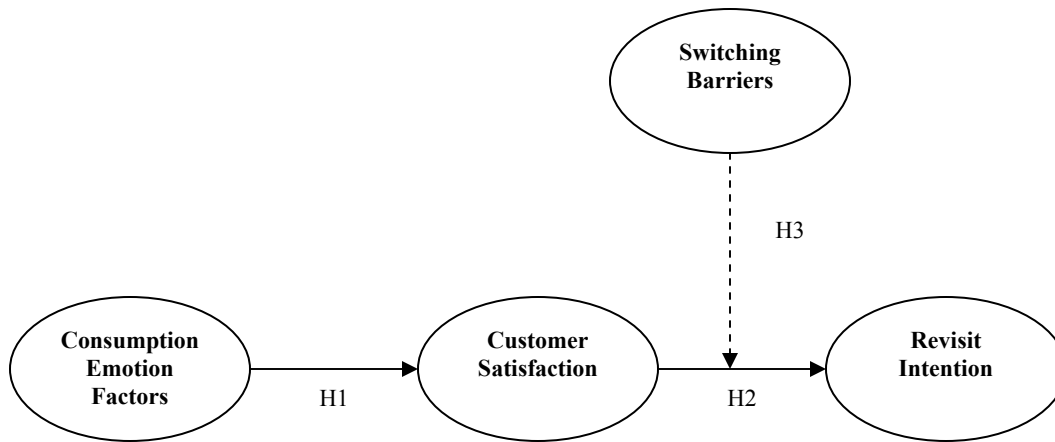 Switching
Barriers
H3
Consumption
Emotion
Factors
H1
Customer
Satisfaction
H2
Revisit
Intention